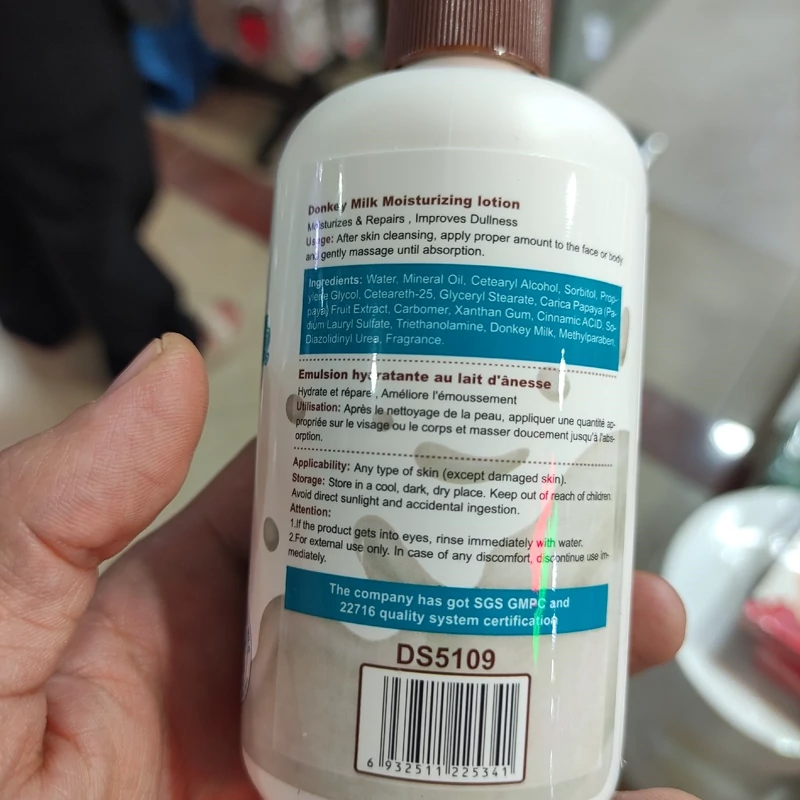 Donkey Milk Moisturizing lotion
Moisturizes & Repairs , Improves Dullness
Usage: After skin cleansing, apply proper amount to the face or body
and gently massage until absorption.
Ingredients: Water, Mineral Oil, Cetearyl Alcohol, Sorbitol, Prop-
ylene Glycol, Ceteareth-25, Glyceryl Stearate, Carica Papaya (Pa-
paya) Fruit Extract, Carbomer, Xanthan Gum, Cinnamic ACID, So-
dium Lauryl Sulfate, Triethanolamine, Donkey Milk, Methylparaben,
Diazolidinyl Urea, Fragrance.
Emulsion hydratante au lait d'ânesse
Hydrate et répare , Améliore l'émoussement
Utilisation: Après le nettoyage de la peau, appliquer une quantité ap-
propriée sur le visage ou le corps et masser doucement jusqu'à l'abs-
orption.
Applicability: Any type of skin (except damaged skin).
Storage: Store in a cool, dark, dry place. Keep out of reach of children.
Avoid direct sunlight and accidental ingestion.
Attention:
1.If the product gets into eyes, rinse immediately with water.
2.For external use only. In case of any discomfort, discontinue use im-
mediately.
The company has got SGS GMPC and
22716 quality system certification
DS5109
6 932511 225341